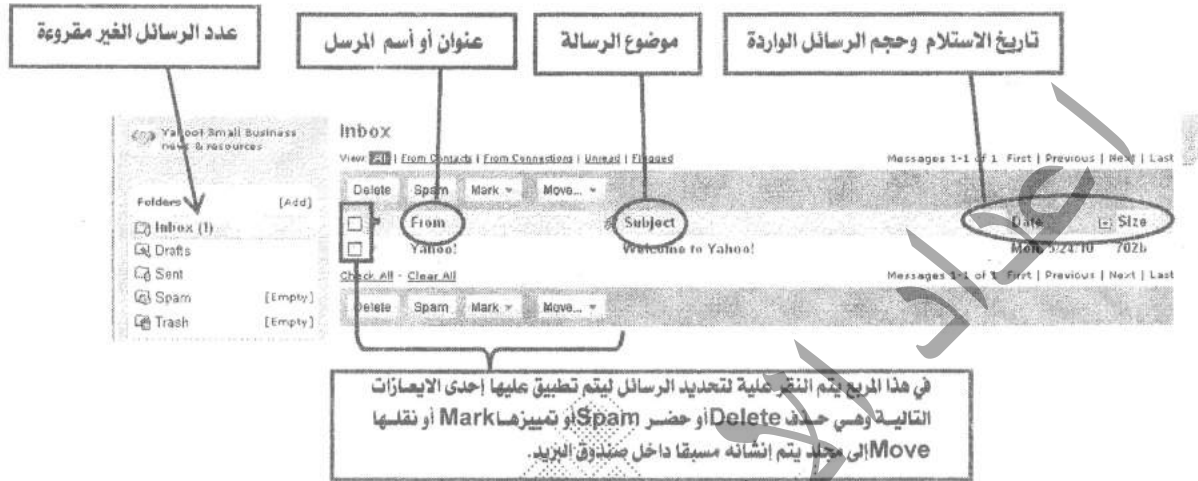 عدد الرسائل الغير مقروءة
عنوان أو أسم المرسل
موضوع الرسالة
تاريخ الاستلام وحجم الرسائل الواردة
Yahoo! Small Business
news & resources
Folders [Add]
Inbox (1)
Drafts
Sent
Spam [Empty]
Trash [Empty]
Inbox
View: All | From Contacts | From Connections | Unread | Flagged
Messages 1-1 of 1 First | Previous | Next | Last
Delete Spam Mark Move...
From Subject Date Size
Yahoo! Welcome to Yahoo! Mon, 5/24/10 702b
Check All - Clear All
Messages 1-1 of 1 First | Previous | Next | Last
Delete Spam Mark Move...
في هذا المربع يتم النقر علية لتحديد الرسائل ليتم تطبيق عليها إحدى الايعازات
التالية وهي حذف Delete أو حضر Spam أو تمييزها Mark أو نقلها
Move إلى مجلد يتم إنشائه مسبقا داخل صندوق البريد.